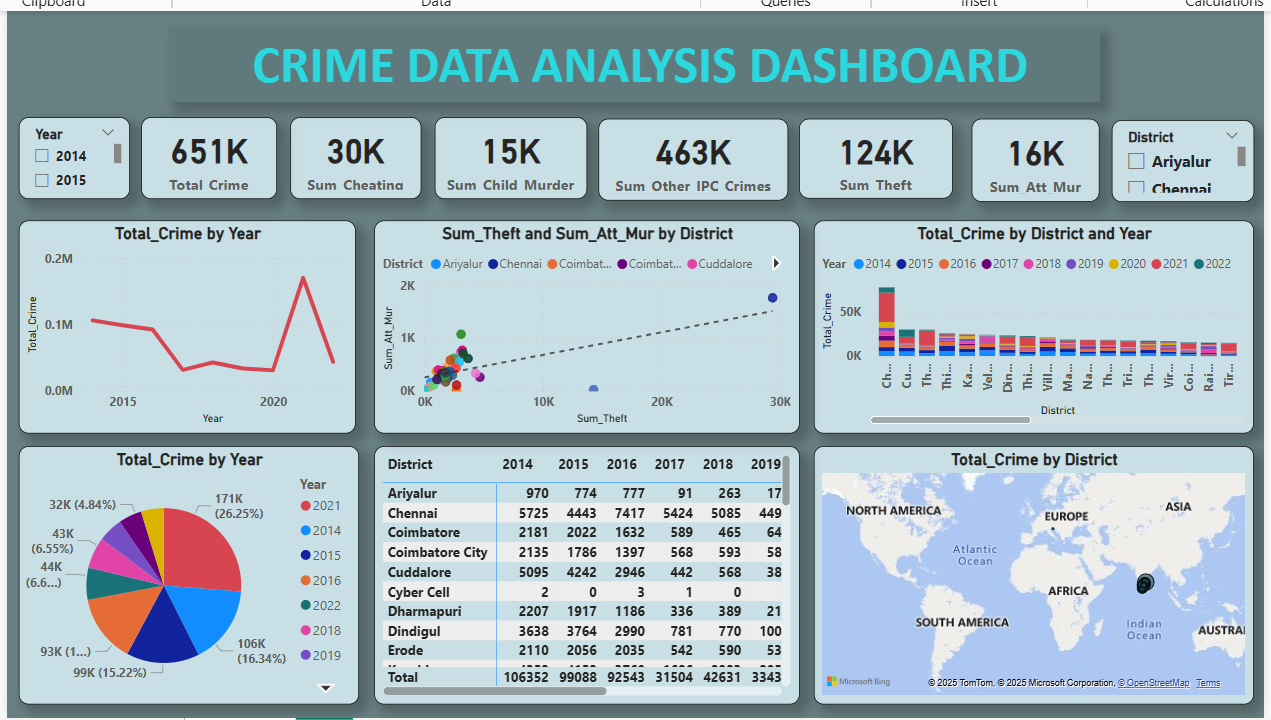 Clipboard Data Queries Insert Calculations
CRIME DATA ANALYSIS DASHBOARD
Year
2014
2015
651K
Total Crime
30K
Sum Cheating
15K
Sum Child Murder
463K
Sum Other IPC Crimes
124K
Sum Theft
16K
Sum Att Mur
District
Ariyalur
Chennai
Total_Crime by Year
0.2M
0.1M
0.0M
Total_Crime
2015 2020
Year
Sum_Theft and Sum_Att_Mur by District
District Ariyalur Chennai Coimbat... Coimbat... Cuddalore
2K
1K
0K
Sum_Att_Mur
0K 10K 20K 30K
Sum_Theft
Total_Crime by District and Year
Year 2014 2015 2016 2017 2018 2019 2020 2021 2022
50K
0K
Total_Crime
Ch... Cu... Th... Thi... Ka... Vel... Din... Thi... Vill... Ma... Na... Th... Tri... Th... Vir... Coi... Rai... Tir...
District
Total_Crime by Year
171K
(26.25%)
106K
(16.34%)
99K (15.22%)
93K (1...)
44K
(6.6...)
43K
(6.55%)
32K (4.84%)
Year
2021
2014
2015
2016
2022
2018
2019
District 2014 2015 2016 2017 2018 2019
Ariyalur 970 774 777 91 263 17
Chennai 5725 4443 7417 5424 5085 449
Coimbatore 2181 2022 1632 589 465 64
Coimbatore City 2135 1786 1397 568 593 58
Cuddalore 5095 4242 2946 442 568 38
Cyber Cell 2 0 3 1 0
Dharmapuri 2207 1917 1186 336 389 21
Dindigul 3638 3764 2990 781 770 100
Erode 2110 2056 2035 542 590 53
Total 106352 99088 92543 31504 42631 3343
Total_Crime by District
NORTH AMERICA
EUROPE
ASIA
Atlantic
Ocean
AFRICA
SOUTH AMERICA
Indian
Ocean
AUSTRA
Microsoft Bing
© 2025 TomTom, © 2025 Microsoft Corporation, © OpenStreetMap Terms